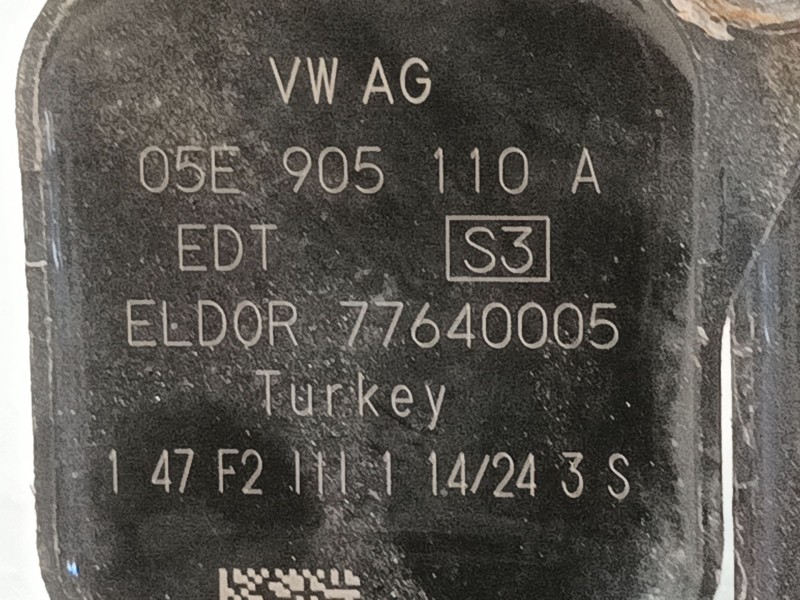 VW AG
05E 905 110 A
EDT S3
ELDOR 77640005
Turkey
1 47 F2 111 1 14/24 3 S